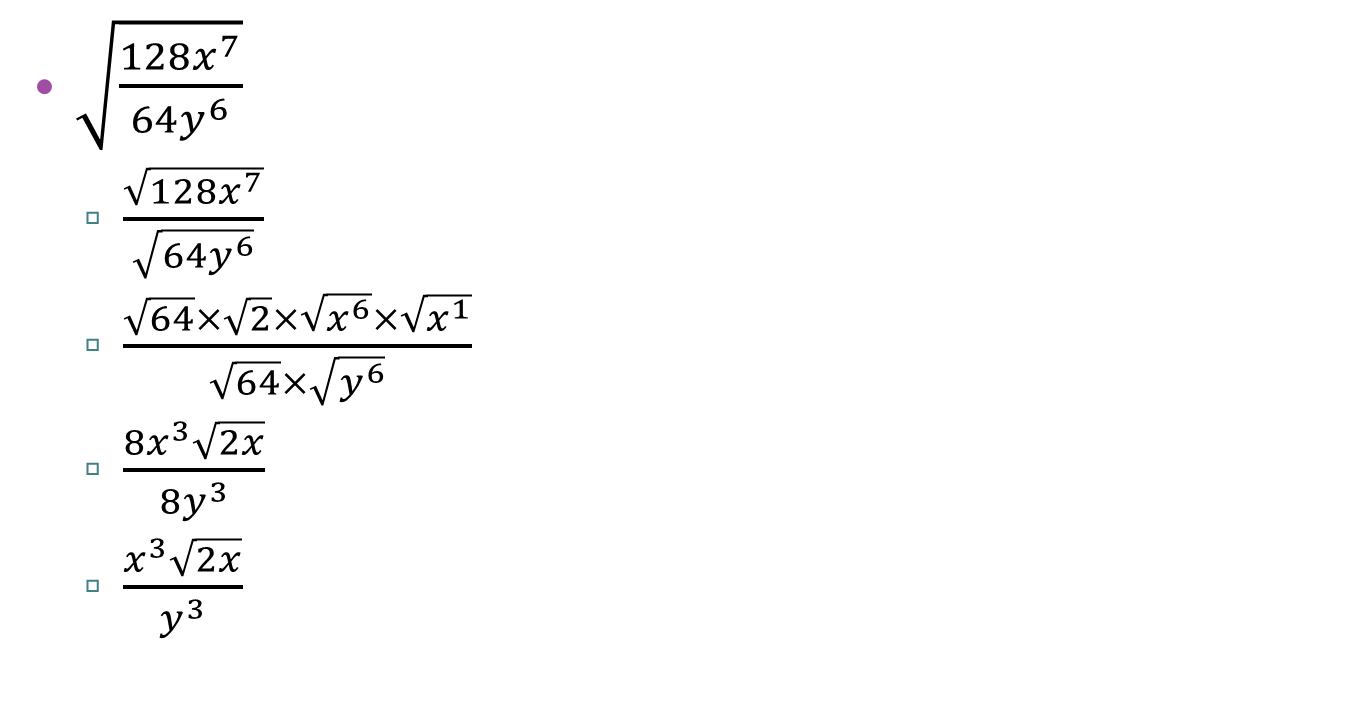 • √(128x⁷/64y⁶)
▫ √(128x⁷)/√(64y⁶)
▫ (√64×√2×√(x⁶)×√(x¹))/(√64×√(y⁶))
▫ 8x³√(2x)/8y³
▫ x³√(2x)/y³